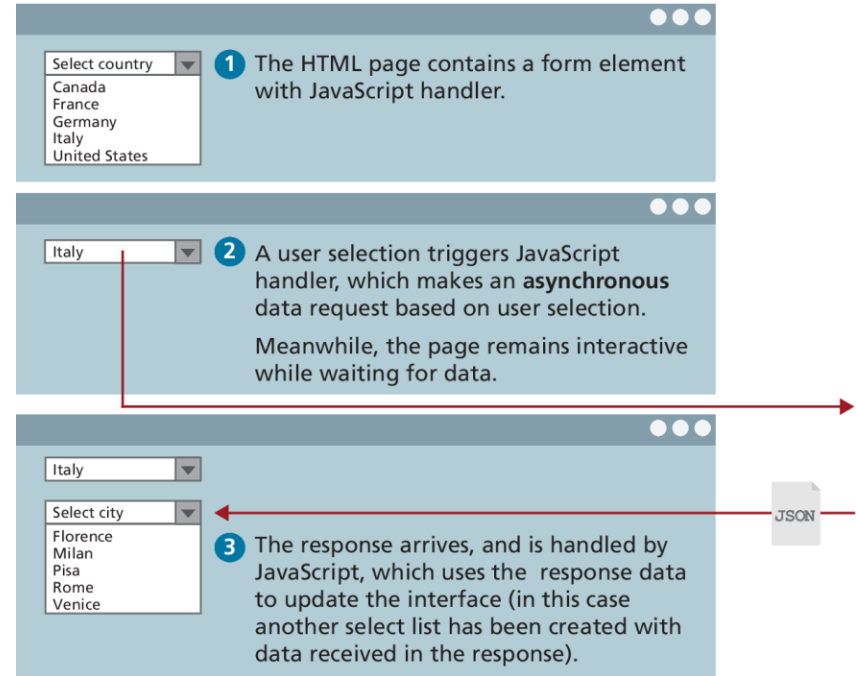 Select country
Canada
France
Germany
Italy
United States
1 The HTML page contains a form element
with JavaScript handler.
Italy
2 A user selection triggers JavaScript
handler, which makes an asynchronous
data request based on user selection.
Meanwhile, the page remains interactive
while waiting for data.
Italy
Select city
Florence
Milan
Pisa
Rome
Venice
JSON
3 The response arrives, and is handled by
JavaScript, which uses the response data
to update the interface (in this case
another select list has been created with
data received in the response).